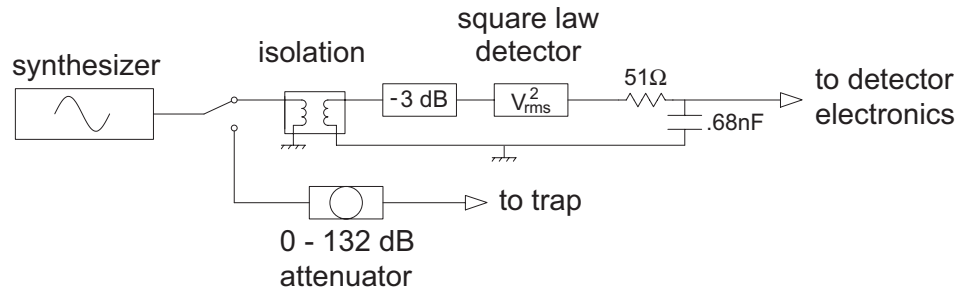 square law
detector
isolation
synthesizer
51Ω
to detector
electronics
-3 dB
V²rms
.68nF
to trap
0 - 132 dB
attenuator